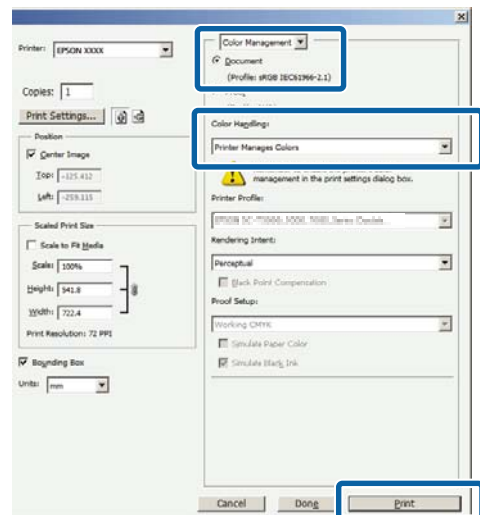 Printer: EPSON XXXX
Copies: 1
Print Settings...
Position
Center Image
Top: -125.412
Left: -259.115
Scaled Print Size
Scale to Fit Media
Scale: 100%
Height: 541.8
Width: 722.4
Print Resolution: 72 PPI
Bounding Box
Units: mm
Color Management
Document
(Profile: sRGB IEC61966-2.1)
Color Handling:
Printer Manages Colors
management in the print settings dialog box.
Printer Profile:
Rendering Intent:
Perceptual
Black Point Compensation
Proof Setup:
Working CMYK
Simulate Paper Color
Simulate Black Ink
Cancel
Done
Print